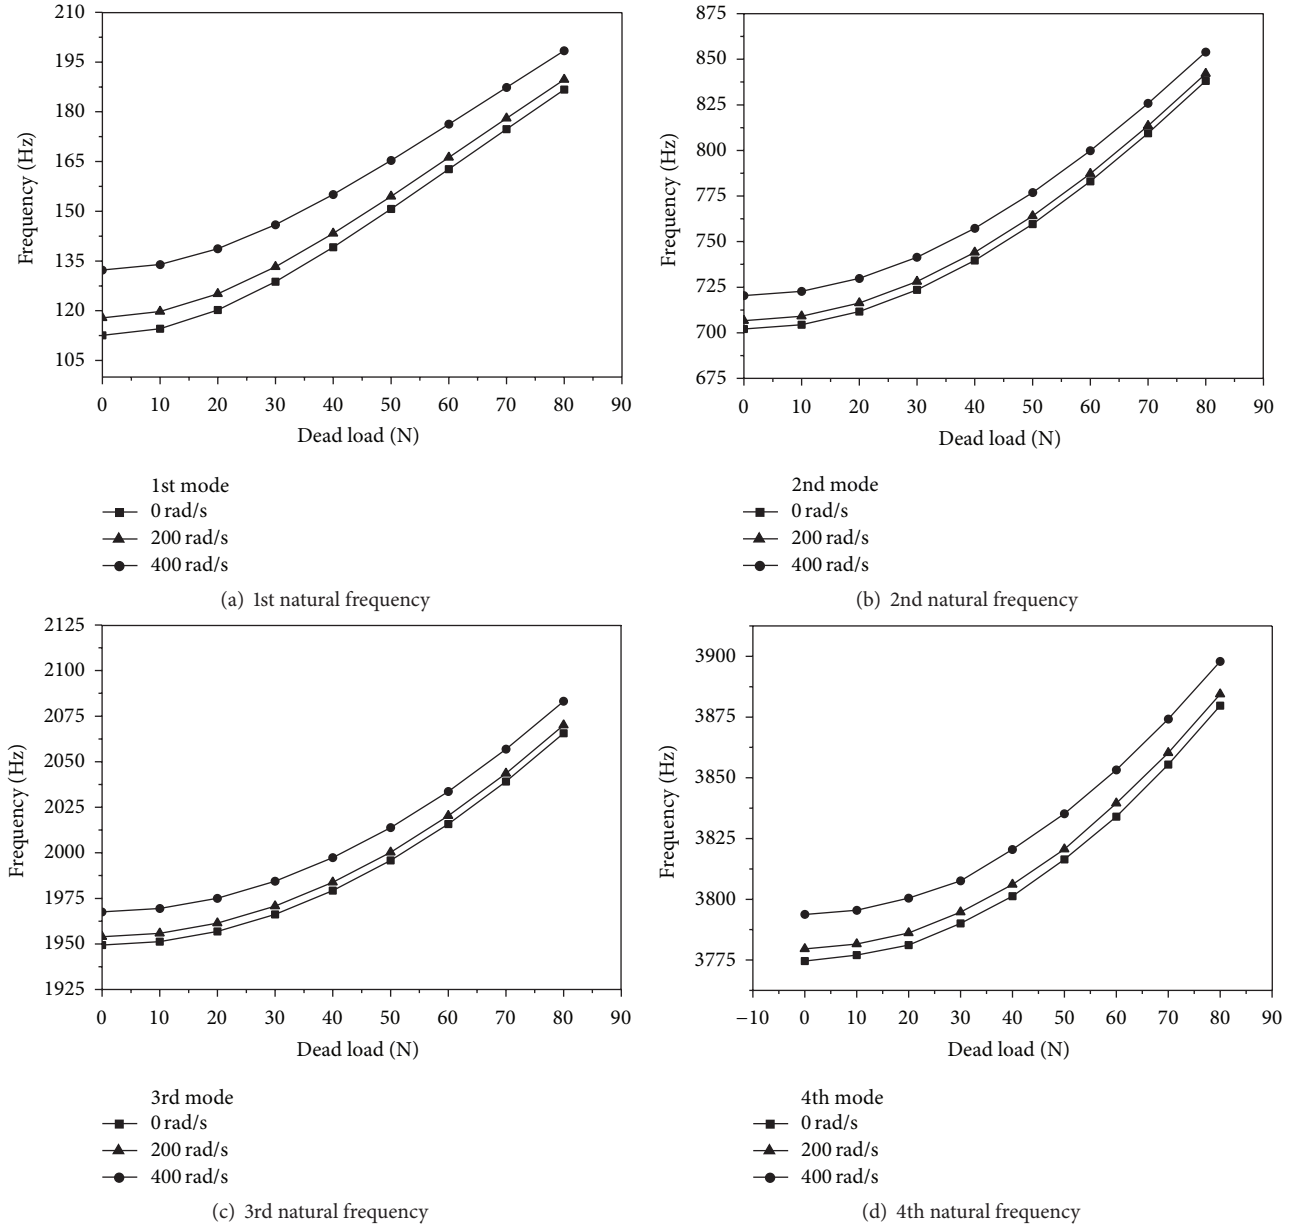 210
195
180
165
150
135
120
105
Frequency (Hz)
0 10 20 30 40 50 60 70 80 90
Dead load (N)
1st mode
0 rad/s
200 rad/s
400 rad/s
(a) 1st natural frequency
875
850
825
800
775
750
725
700
675
Frequency (Hz)
0 10 20 30 40 50 60 70 80 90
Dead load (N)
2nd mode
0 rad/s
200 rad/s
400 rad/s
(b) 2nd natural frequency
2125
2100
2075
2050
2025
2000
1975
1950
1925
Frequency (Hz)
0 10 20 30 40 50 60 70 80 90
Dead load (N)
3rd mode
0 rad/s
200 rad/s
400 rad/s
(c) 3rd natural frequency
3900
3875
3850
3825
3800
3775
Frequency (Hz)
−10 0 10 20 30 40 50 60 70 80 90
Dead load (N)
4th mode
0 rad/s
200 rad/s
400 rad/s
(d) 4th natural frequency